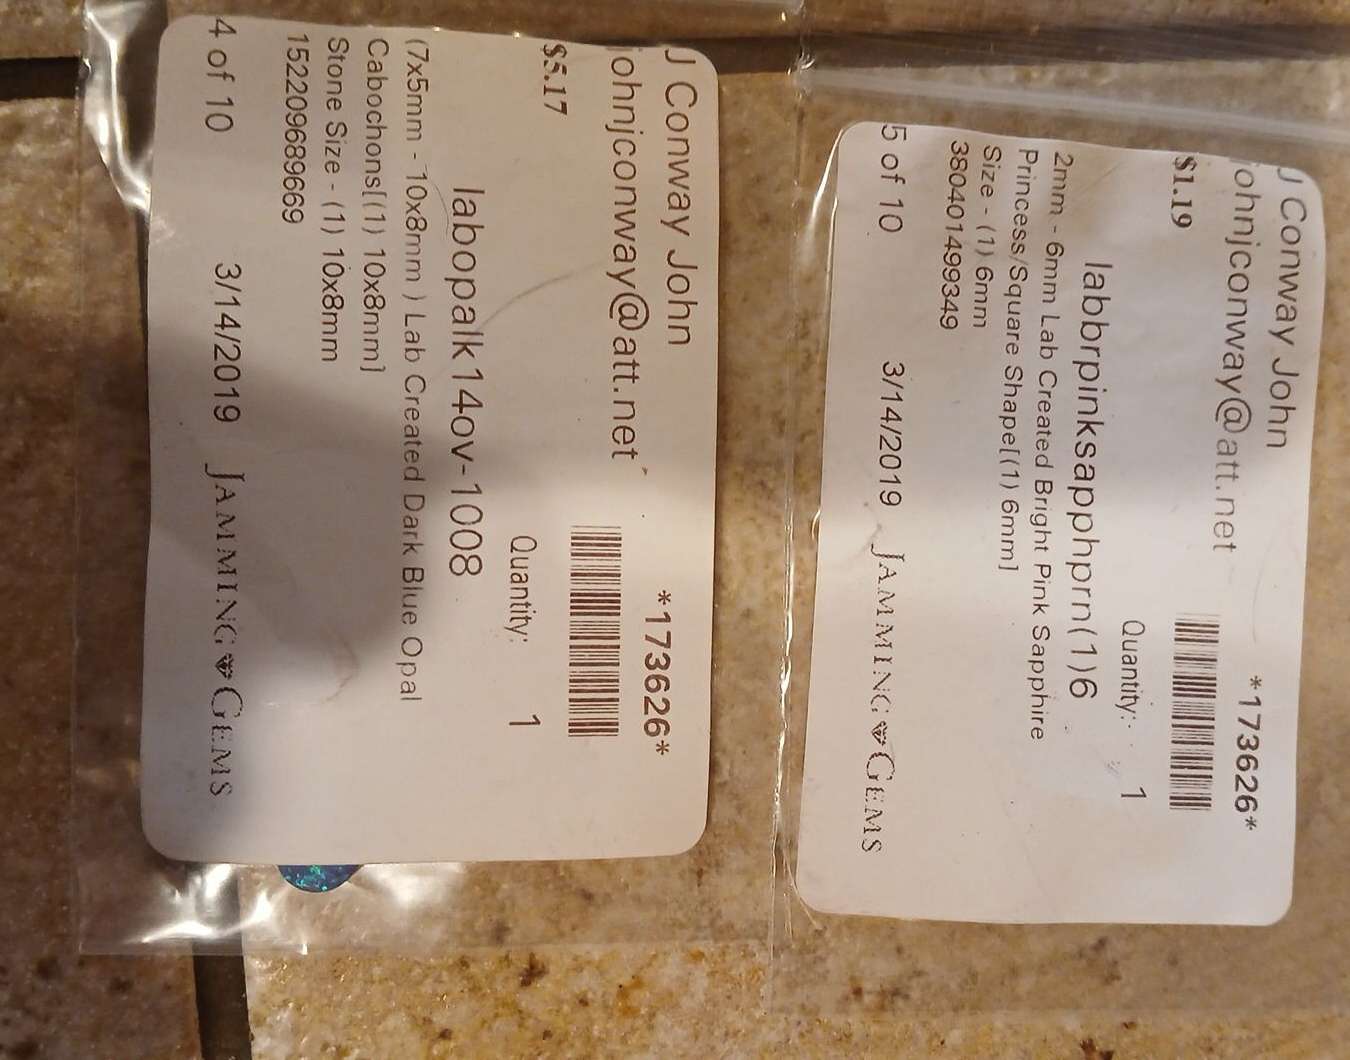 J Conway John
johnjconway@att.net
*173626*
$1.19
Quantity: 1
labbrpinksapphprn(1)6
2mm - 6mm Lab Created Bright Pink Sapphire
Princess/Square Shape[(1) 6mm]
Size - (1) 6mm
380401499349
5 of 10 3/14/2019 JAMMING GEMS
J Conway John
johnjconway@att.net
*173626*
$5.17
Quantity: 1
labopalk14ov-1008
(7x5mm - 10x8mm ) Lab Created Dark Blue Opal
Cabochons[(1) 10x8mm]
Stone Size - (1) 10x8mm
152209689669
4 of 10 3/14/2019 JAMMING GEMS